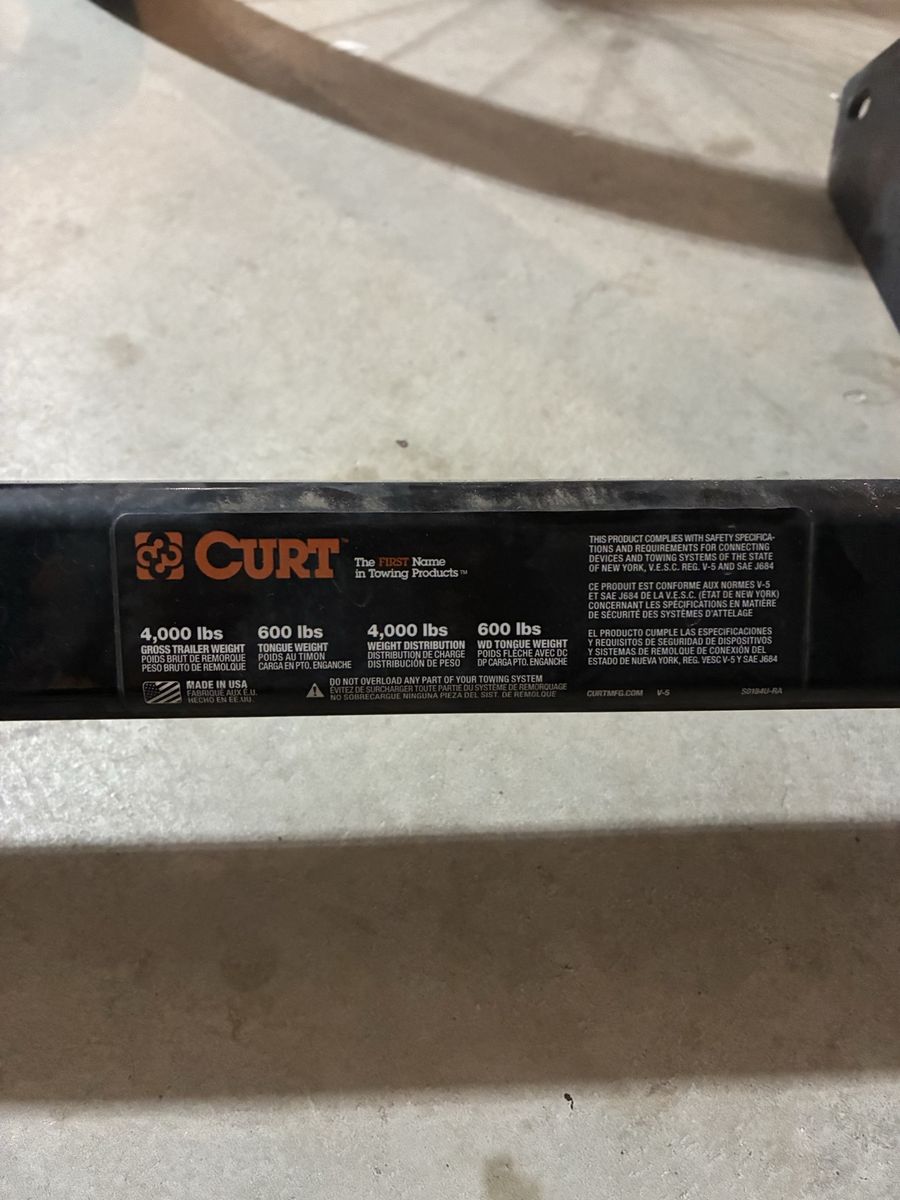 CURT™
The FIRST Name
in Towing Products™
4,000 lbs
GROSS TRAILER WEIGHT
POIDS BRUT DE REMORQUE
PESO BRUTO DE REMOLQUE
600 lbs
TONGUE WEIGHT
POIDS AU TIMON
CARGA EN PTO. ENGANCHE
4,000 lbs
WEIGHT DISTRIBUTION
DISTRIBUTION DE CHARGE
DISTRIBUCIÓN DE PESO
600 lbs
WD TONGUE WEIGHT
POIDS FLÈCHE AVEC DC
DP CARGA PTO. ENGANCHE
MADE IN USA
FABRIQUÉ AUX É.U.
HECHO EN EE.UU.
DO NOT OVERLOAD ANY PART OF YOUR TOWING SYSTEM
ÉVITEZ DE SURCHARGER TOUTE PARTIE DU SYSTÈME DE REMORQUAGE
NO SOBRECARGUE NINGUNA PIEZA DEL SIST. DE REMOLQUE
THIS PRODUCT COMPLIES WITH SAFETY SPECIFICA-
TIONS AND REQUIREMENTS FOR CONNECTING
DEVICES AND TOWING SYSTEMS OF THE STATE
OF NEW YORK, V.E.S.C. REG. V-5 AND SAE J684
CE PRODUIT EST CONFORME AUX NORMES V-5
ET SAE J684 DE LA V.E.S.C. (ÉTAT DE NEW YORK)
CONCERNANT LES SPÉCIFICATIONS EN MATIÈRE
DE SÉCURITÉ DES SYSTÈMES D'ATTELAGE
EL PRODUCTO CUMPLE LAS ESPECIFICACIONES
Y REQUISITOS DE SEGURIDAD DE DISPOSITIVOS
Y SISTEMAS DE REMOLQUE DE CONEXIÓN DEL
ESTADO DE NUEVA YORK, REG. VESC V-5 Y SAE J684
CURTMFG.COM V-5 S0184U-RA